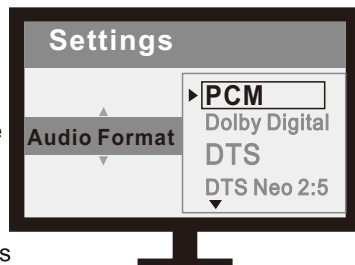 Settings
PCM
Dolby Digital
e
Audio Format
DTS
DTS Neo 2:5
s